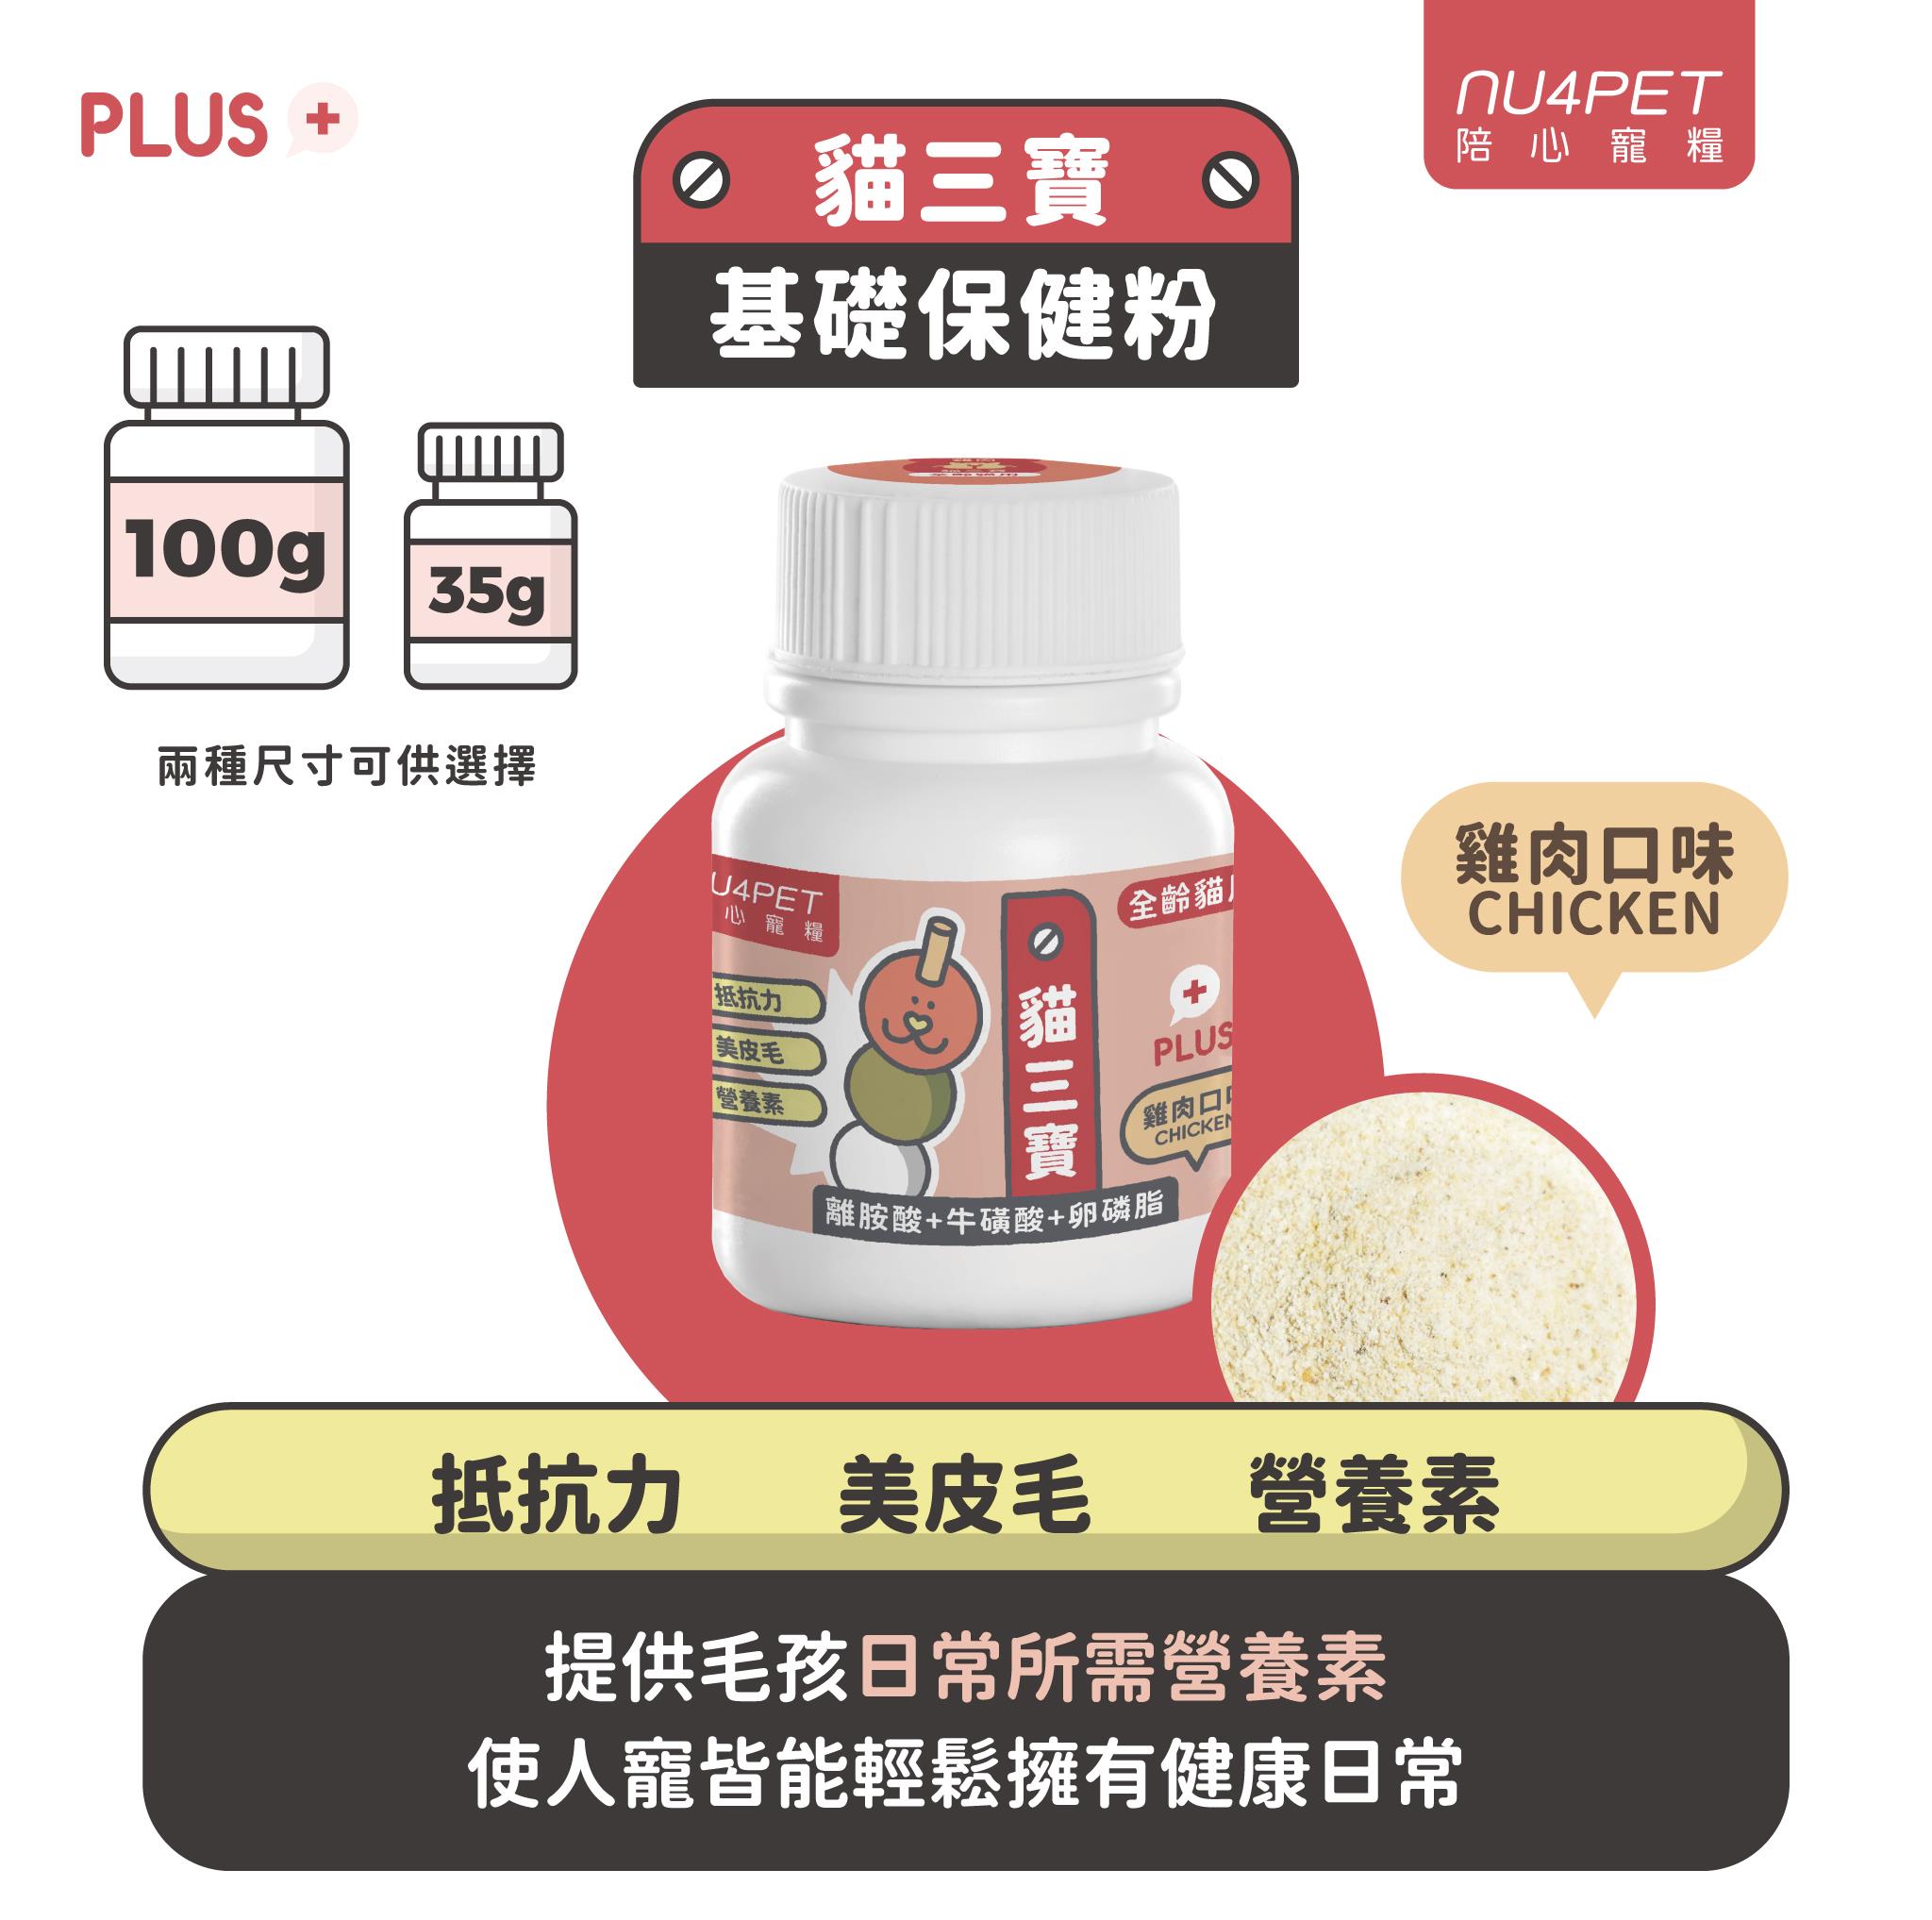 PLUS +
NU4PET
陪心寵糧
貓三寶
基礎保健粉
100g
35g
兩種尺寸可供選擇
雞肉口味
CHICKEN
U4PET
心寵糧
抵抗力
美皮毛
營養素
貓三寶
全齡貓
+
PLUS
雞肉口
CHICKEN
離胺酸+牛磺酸+卵磷脂
抵抗力 美皮毛 營養素
提供毛孩日常所需營養素
使人寵皆能輕鬆擁有健康日常